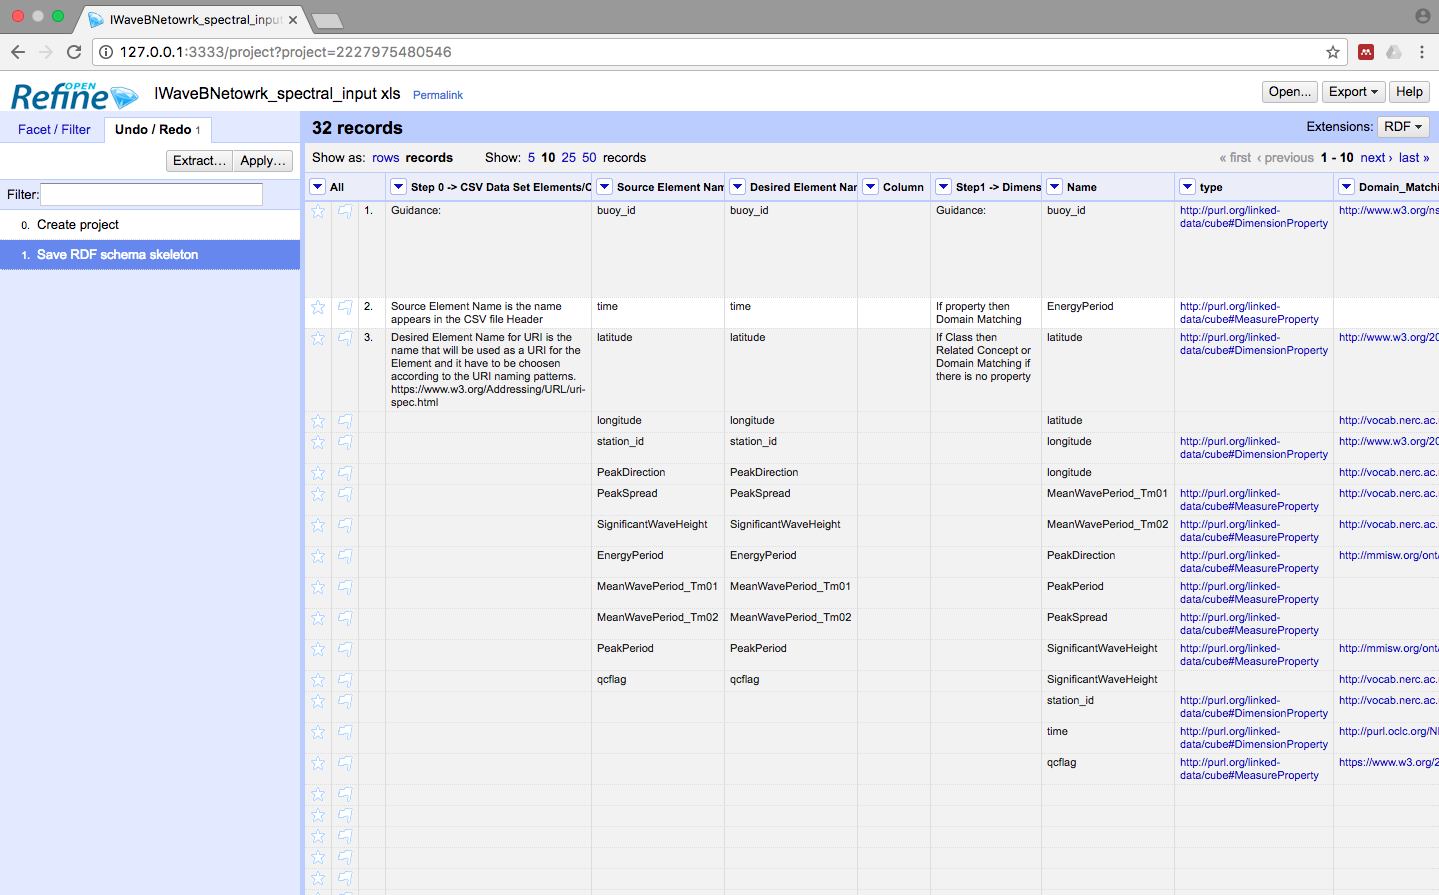 IWaveBNetowrk_spectral_input
127.0.0.1:3333/project?project=2227975480546
OPEN
Refine
IWaveBNetowrk_spectral_input xls Permalink
Open... Export Help
Facet / Filter Undo / Redo 1
32 records
Extensions: RDF
Extract... Apply...
Show as: rows records Show: 5 10 25 50 records
« first ‹ previous 1 - 10 next › last »
Filter:
0. Create project
1. Save RDF schema skeleton
All Step 0 -> CSV Data Set Elements/C Source Element Nam Desired Element Nar Column Step1 -> Dimens Name type Domain_Matchi
1. Guidance: buoy_id buoy_id Guidance: buoy_id http://purl.org/linked- http://www.w3.org/ns
data/cube#DimensionProperty
2. Source Element Name is the name time time If property then EnergyPeriod http://purl.org/linked-
appears in the CSV file Header Domain Matching data/cube#MeasureProperty
3. Desired Element Name for URI is the latitude latitude If Class then latitude http://purl.org/linked- http://www.w3.org/20
name that will be used as a URI for the Related Concept or data/cube#DimensionProperty
Element and it have to be choosen Domain Matching if
according to the URI naming patterns. there is no property
https://www.w3.org/Addressing/URL/uri-
spec.html
longitude longitude latitude http://vocab.nerc.ac.
station_id station_id longitude http://purl.org/linked- http://www.w3.org/20
data/cube#DimensionProperty
PeakDirection PeakDirection longitude http://vocab.nerc.ac.
PeakSpread PeakSpread MeanWavePeriod_Tm01 http://purl.org/linked- http://vocab.nerc.ac.
data/cube#MeasureProperty
SignificantWaveHeight SignificantWaveHeight MeanWavePeriod_Tm02 http://purl.org/linked- http://vocab.nerc.ac.
data/cube#MeasureProperty
EnergyPeriod EnergyPeriod PeakDirection http://purl.org/linked- http://mmisw.org/ont
data/cube#MeasureProperty
MeanWavePeriod_Tm01 MeanWavePeriod_Tm01 PeakPeriod http://purl.org/linked-
data/cube#MeasureProperty
MeanWavePeriod_Tm02 MeanWavePeriod_Tm02 PeakSpread http://purl.org/linked-
data/cube#MeasureProperty
PeakPeriod PeakPeriod SignificantWaveHeight http://purl.org/linked- http://mmisw.org/ont
data/cube#MeasureProperty
qcflag qcflag SignificantWaveHeight http://vocab.nerc.ac.
station_id http://purl.org/linked- http://vocab.nerc.ac.
data/cube#DimensionProperty
time http://purl.org/linked- http://purl.oclc.org/NI
data/cube#DimensionProperty
qcflag http://purl.org/linked- https://www.w3.org/2
data/cube#MeasureProperty